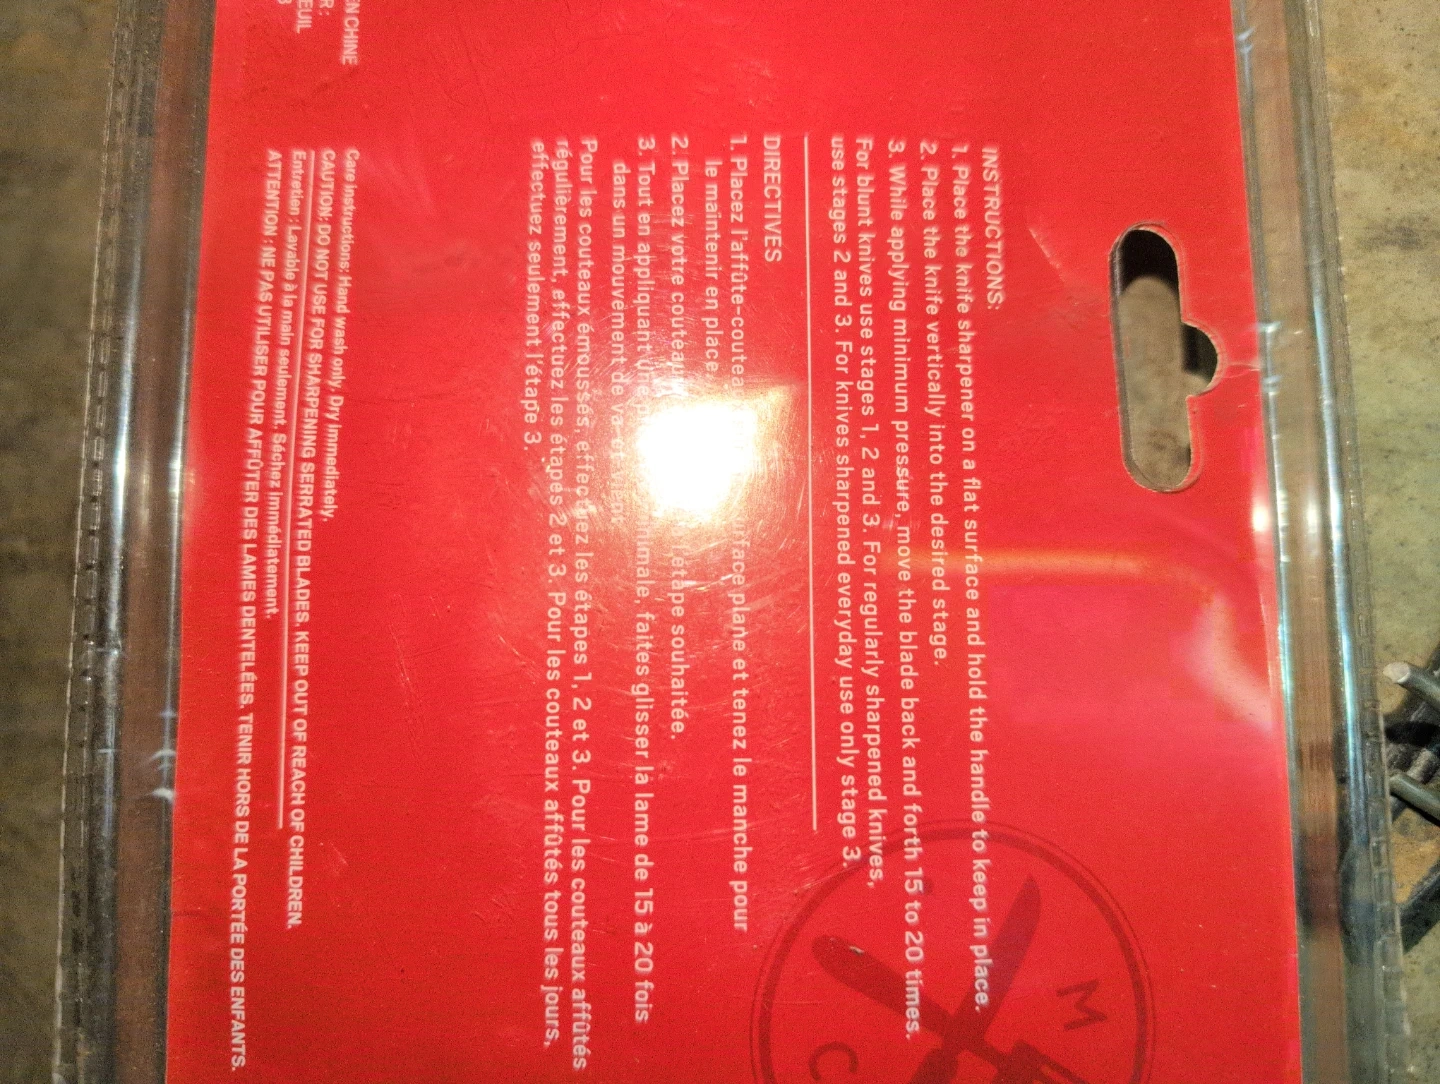 INSTRUCTIONS:
1. Place the knife sharpener on a flat surface and hold the handle to keep in place.
2. Place the knife vertically into the desired stage.
3. While applying minimum pressure, move the blade back and forth 15 to 20 times.
For blunt knives use stages 1, 2 and 3. For regularly sharpened knives,
use stages 2 and 3. For knives sharpened everyday use only stage 3.
DIRECTIVES
1. Placez l'affûte-couteau plane et tenez le manche pour
le maintenir en place.
2. Placez votre couteau l'étape souhaitée.
3. Tout en appliquant minimale, faites glisser la lame de 15 à 20 fois
dans un mouvement de va-et-vient.
Pour les couteaux émoussés, effectuez les étapes 1, 2 et 3. Pour les couteaux affûtés
régulièrement, effectuez les étapes 2 et 3. Pour les couteaux affûtés tous les jours,
effectuez seulement l'étape 3.
EN CHINE
Care Instructions: Hand wash only. Dry immediately.
CAUTION: DO NOT USE FOR SHARPENING SERRATED BLADES. KEEP OUT OF REACH OF CHILDREN.
Entretien : Lavable à la main seulement. Séchez immédiatement.
ATTENTION : NE PAS UTILISER POUR AFFÛTER DES LAMES DENTELÉES. TENIR HORS DE LA PORTÉE DES ENFANTS.
M
C